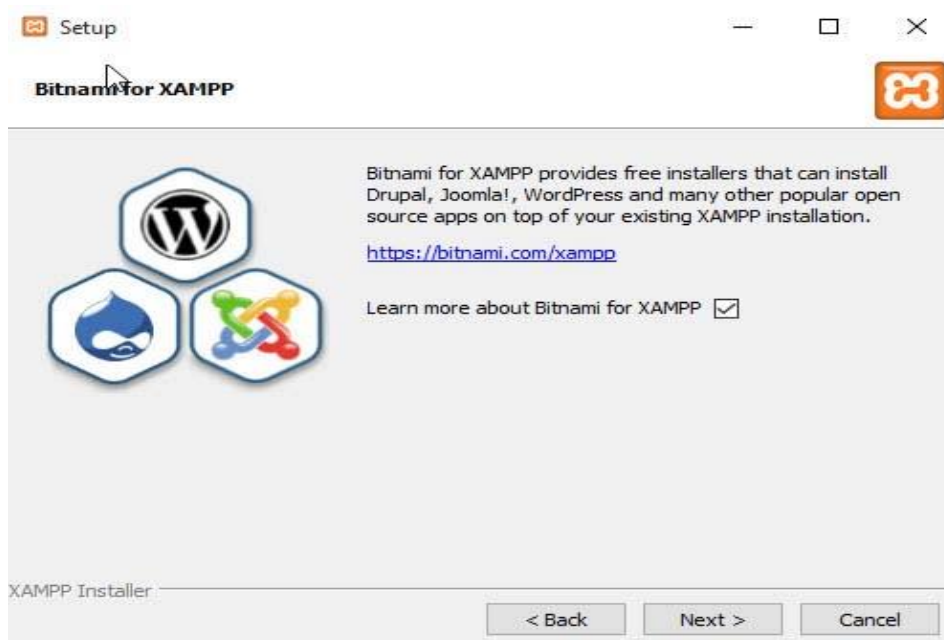 Setup
Bitnami for XAMPP
Bitnami for XAMPP provides free installers that can install
Drupal, Joomla!, WordPress and many other popular open
source apps on top of your existing XAMPP installation.
https://bitnami.com/xampp
Learn more about Bitnami for XAMPP
XAMPP Installer
< Back Next > Cancel